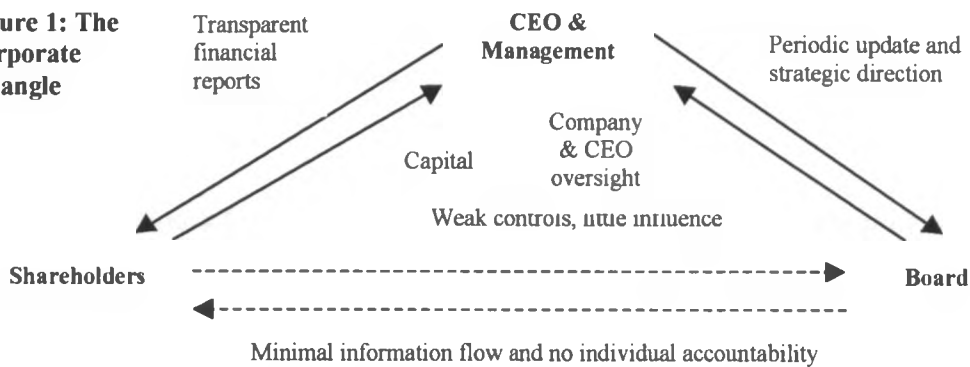 ure 1: The
rporate
angle
Transparent
financial
reports
CEO &
Management
Periodic update and
strategic direction
Capital
Company
& CEO
oversight
Weak controls, little influence
Shareholders
Board
Minimal information flow and no individual accountability